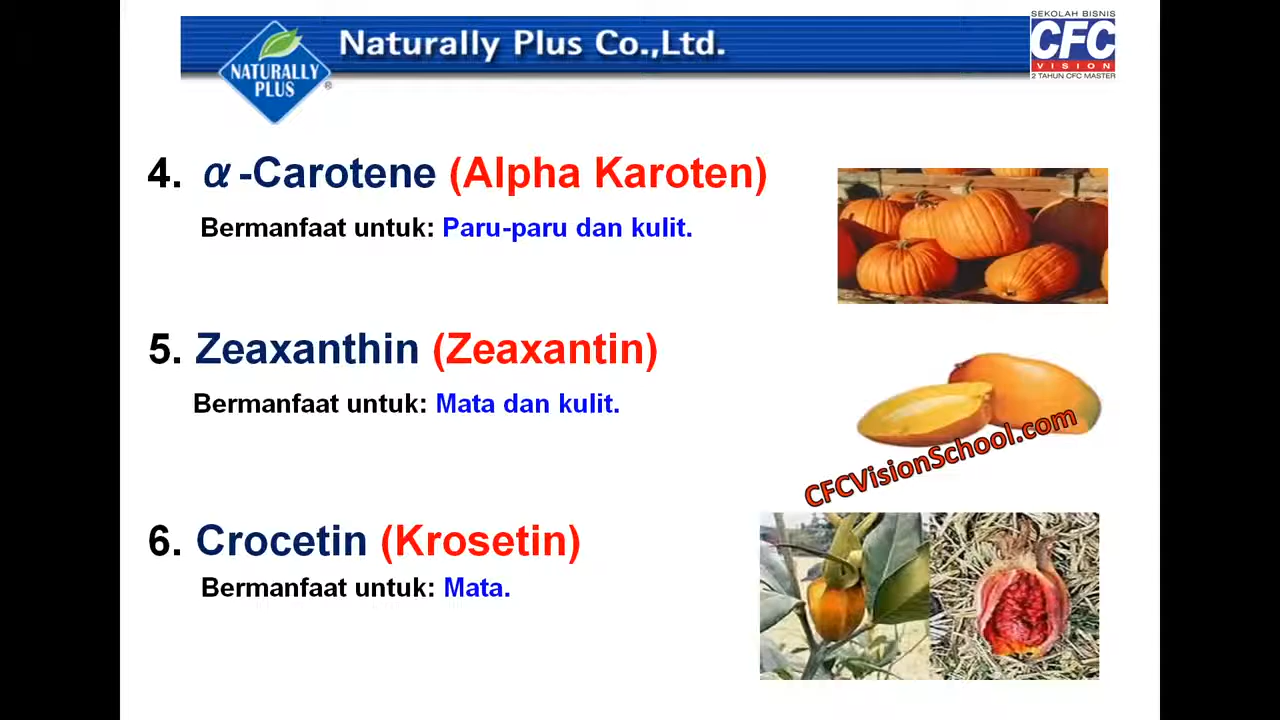 Naturally Plus Co.,Ltd.
NATURALLY
PLUS
®
SEKOLAH BISNIS
CFC
VISION
2 TAHUN CFC MASTER
4. α-Carotene (Alpha Karoten)
Bermanfaat untuk: Paru-paru dan kulit.
5. Zeaxanthin (Zeaxantin)
Bermanfaat untuk: Mata dan kulit.
CFCVisionSchool.com
6. Crocetin (Krosetin)
Bermanfaat untuk: Mata.